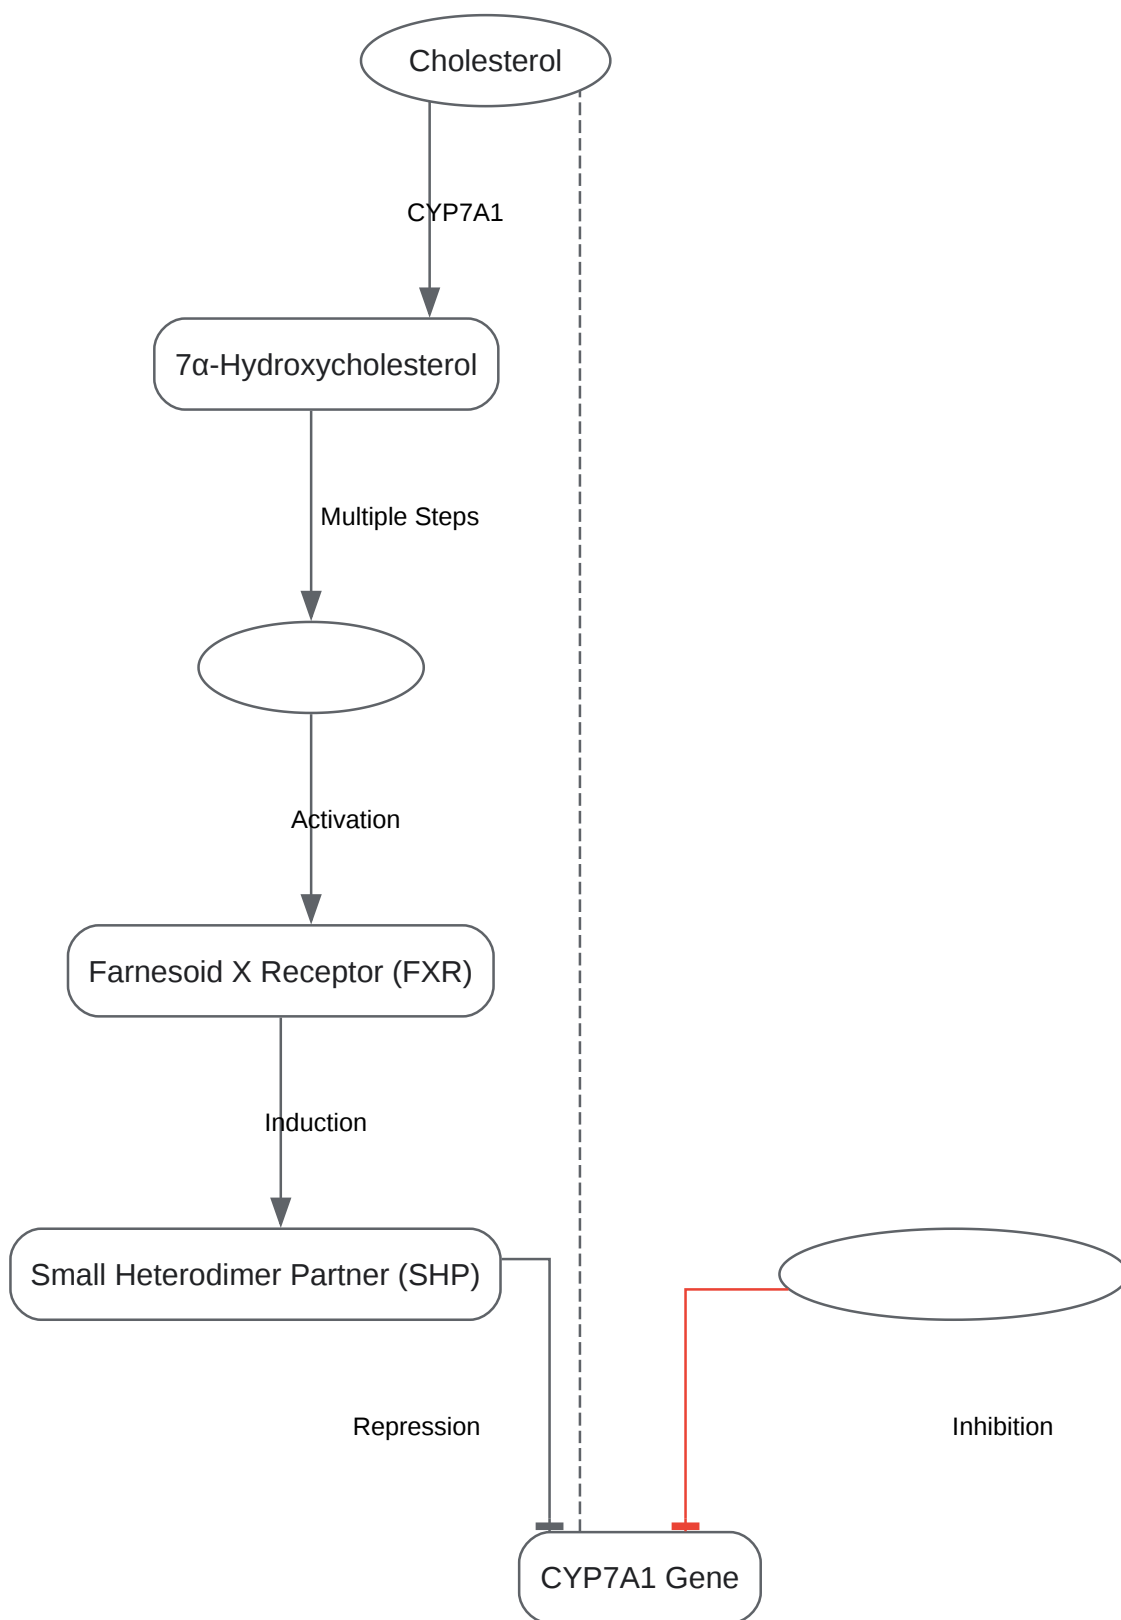 Cholesterol
CYP7A1
7α-Hydroxycholesterol
Multiple Steps
Activation
Farnesoid X Receptor (FXR)
Induction
Small Heterodimer Partner (SHP)
Repression
Inhibition
CYP7A1 Gene